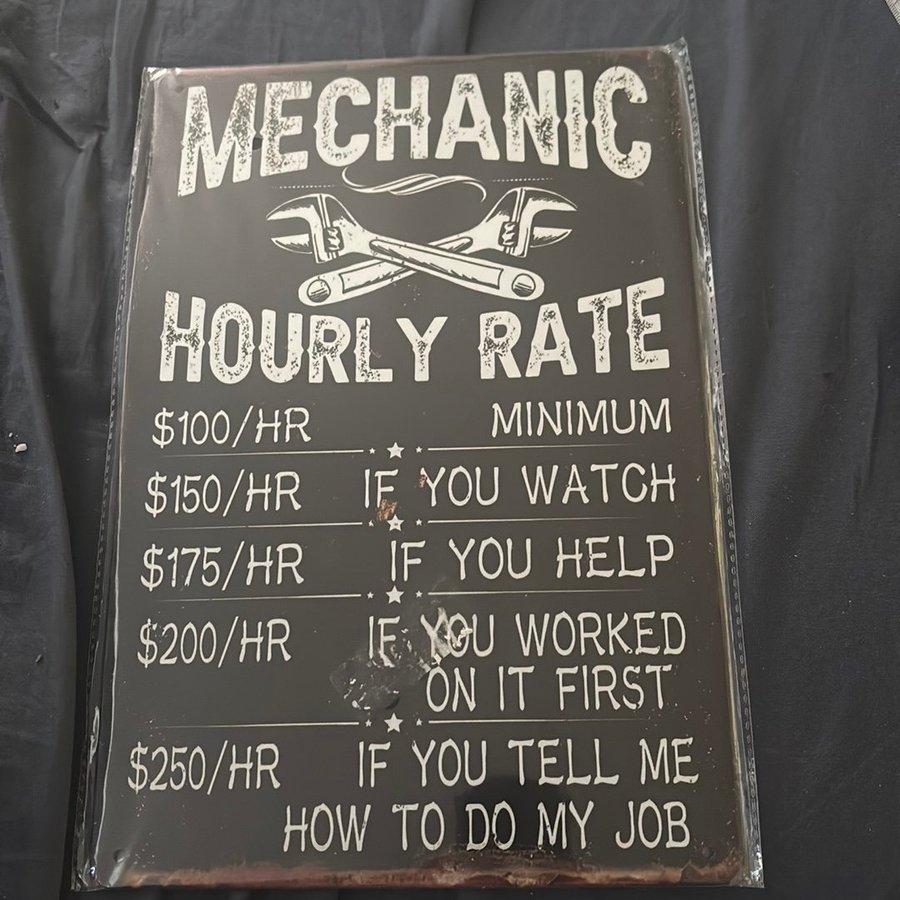 MECHANIC
HOURLY RATE
$100/HR MINIMUM
$150/HR IF YOU WATCH
$175/HR IF YOU HELP
$200/HR IF YOU WORKED
ON IT FIRST
$250/HR IF YOU TELL ME
HOW TO DO MY JOB